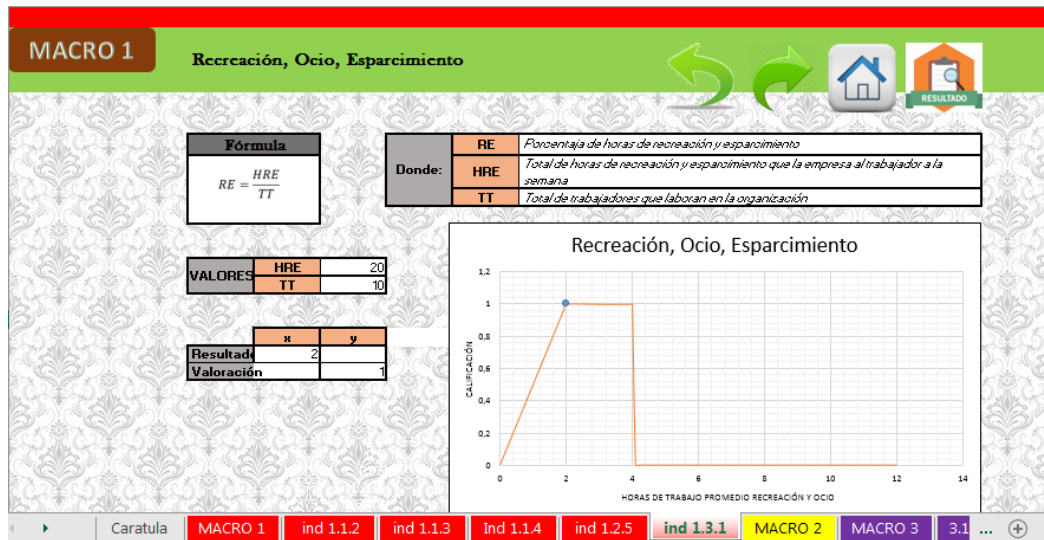 MACRO 1
Recreación, Ocio, Esparcimiento
RESULTADO
Fórmula
RE = HRE / TT
Donde:
RE Porcentaja de horas de recreación y esparcimiento
HRE Total de horas de recreación y esparcimiento que la empresa al trabajador a la
semana
TT Total de trabajadores que laboran en la organización
VALORES HRE 20
TT 10
x y
Resultado 2
Valoración 1
Recreación, Ocio, Esparcimiento
1,2
1
0,8
0,6
0,4
0,2
0
CALIFICACIÓN
0 2 4 6 8 10 12 14
HORAS DE TRABAJO PROMEDIO RECREACIÓN Y OCIO
Caratula MACRO 1 ind 1.1.2 ind 1.1.3 Ind 1.1.4 ind 1.2.5 ind 1.3.1 MACRO 2 MACRO 3 3.1 ...